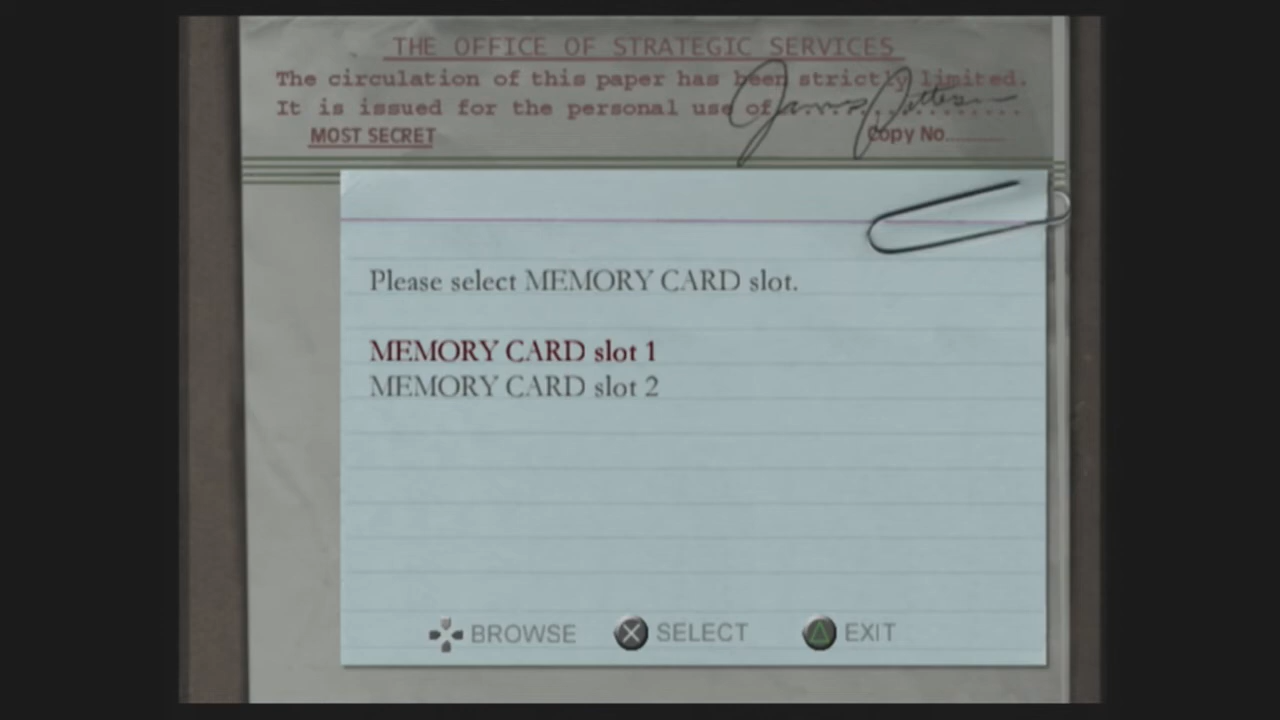 THE OFFICE OF STRATEGIC SERVICES
The circulation of this paper has been strictly limited.
It is issued for the personal use of..................
James Patterson
MOST SECRET
Copy No..........
Please select MEMORY CARD slot.
MEMORY CARD slot 1
MEMORY CARD slot 2
BROWSE
SELECT
EXIT